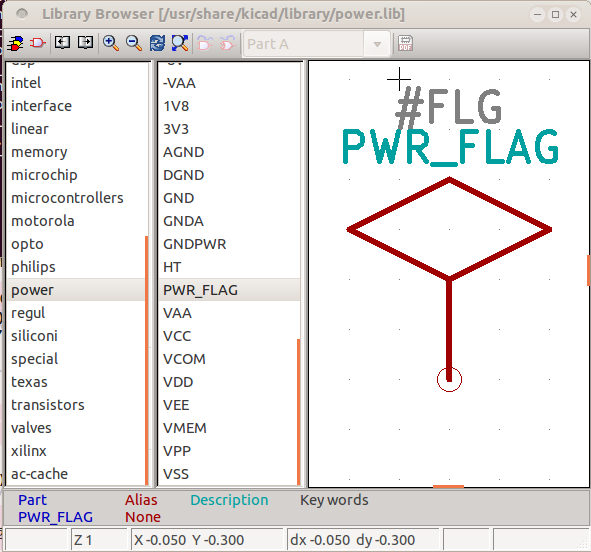 Library Browser [/usr/share/kicad/library/power.lib]
Part A
intel
interface
linear
memory
microchip
microcontrollers
motorola
opto
philips
power
regul
siliconi
special
texas
transistors
valves
xilinx
ac-cache
-VAA
1V8
3V3
AGND
DGND
GND
GNDA
GNDPWR
HT
PWR_FLAG
VAA
VCC
VCOM
VDD
VEE
VMEM
VPP
VSS
#FLG
PWR_FLAG
Part Alias Description Key words
PWR_FLAG None
Z 1 X -0.050 Y -0.300 dx -0.050 dy -0.300